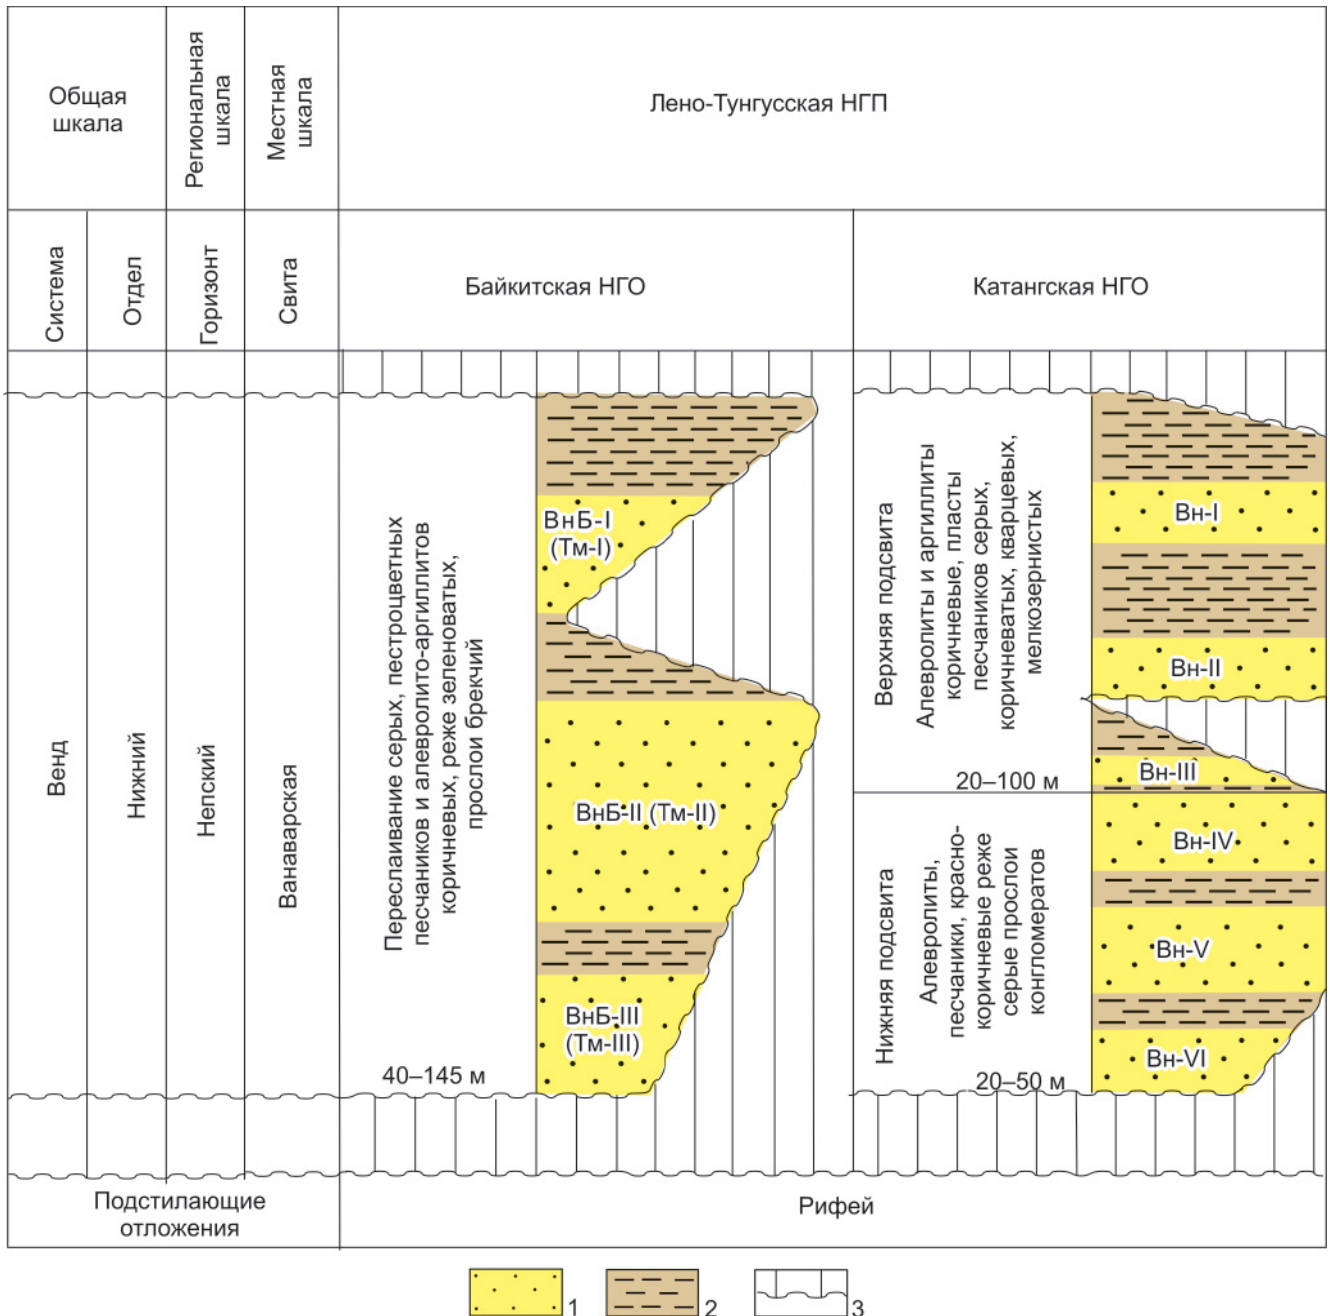 Общая
шкала
Региональная
шкала
Местная
шкала
Лено-Тунгусская НГП
Система
Отдел
Горизонт
Свита
Байкитская НГО
Катангская НГО
Венд
Нижний
Непский
Ванаварская
Переслаивание серых, пестроцветных
песчаников и алевролито-аргиллитов
коричневых, реже зеленоватых,
прослои брекчий
40–145 м
ВнБ-I
(Тм-I)
ВнБ-II (Тм-II)
ВнБ-III
(Тм-III)
Верхняя подсвита
Алевролиты и аргиллиты
коричневые, пласты
песчаников серых,
коричневатых, кварцевых,
мелкозернистых
20–100 м
Нижняя подсвита
Алевролиты,
песчаники, красно-
коричневые реже
серые прослои
конгломератов
20–50 м
Вн-I
Вн-II
Вн-III
Вн-IV
Вн-V
Вн-VI
Подстилающие
отложения
Рифей
1
2
3